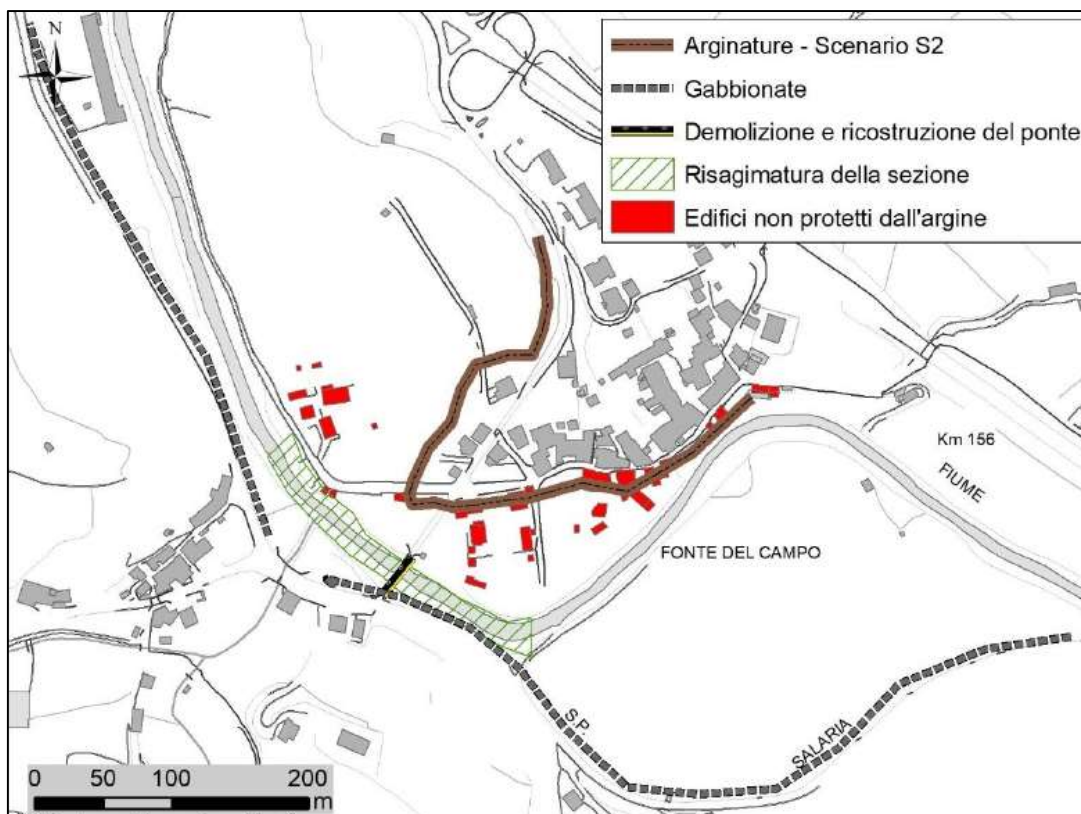 N
Arginature - Scenario S2
Gabbionate
Demolizione e ricostruzione del ponte
Risagimatura della sezione
Edifici non protetti dall'argine
Km 156
FIUME
FONTE DEL CAMPO
S.P.
SALARIA
0 50 100 200
m